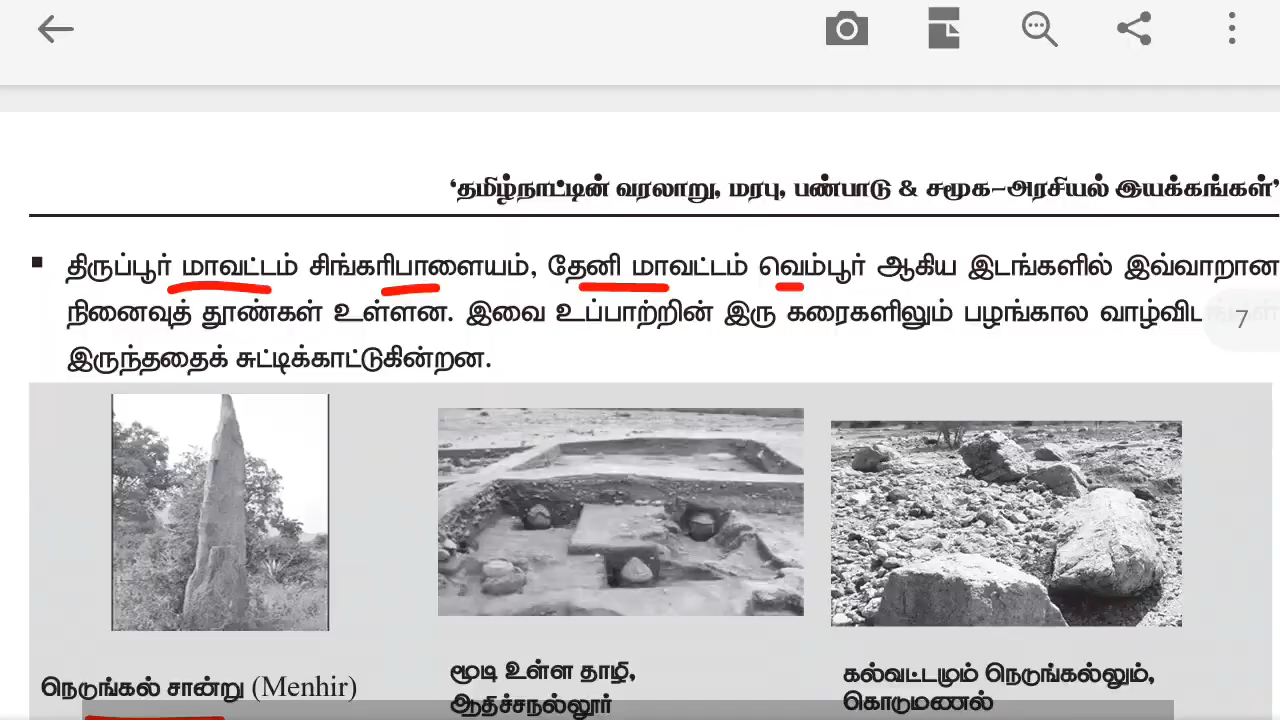 ‘தமிழ்நாட்டின் வரலாறு, மரபு, பண்பாடு & சமூக-அரசியல் இயக்கங்கள்’
▪ திருப்பூர் மாவட்டம் சிங்கரிபாளையம், தேனி மாவட்டம் வெம்பூர் ஆகிய இடங்களில் இவ்வாறான
நினைவுத் தூண்கள் உள்ளன. இவை உப்பாற்றின் இரு கரைகளிலும் பழங்கால வாழ்விடங்கள்
7
இருந்ததைக் சுட்டிக்காட்டுகின்றன.
நெடுங்கல் சான்று (Menhir)
மூடி உள்ள தாழி,
ஆதிச்சநல்லூர்
கல்வட்டமும் நெடுங்கல்லும்,
கொடுமணல்